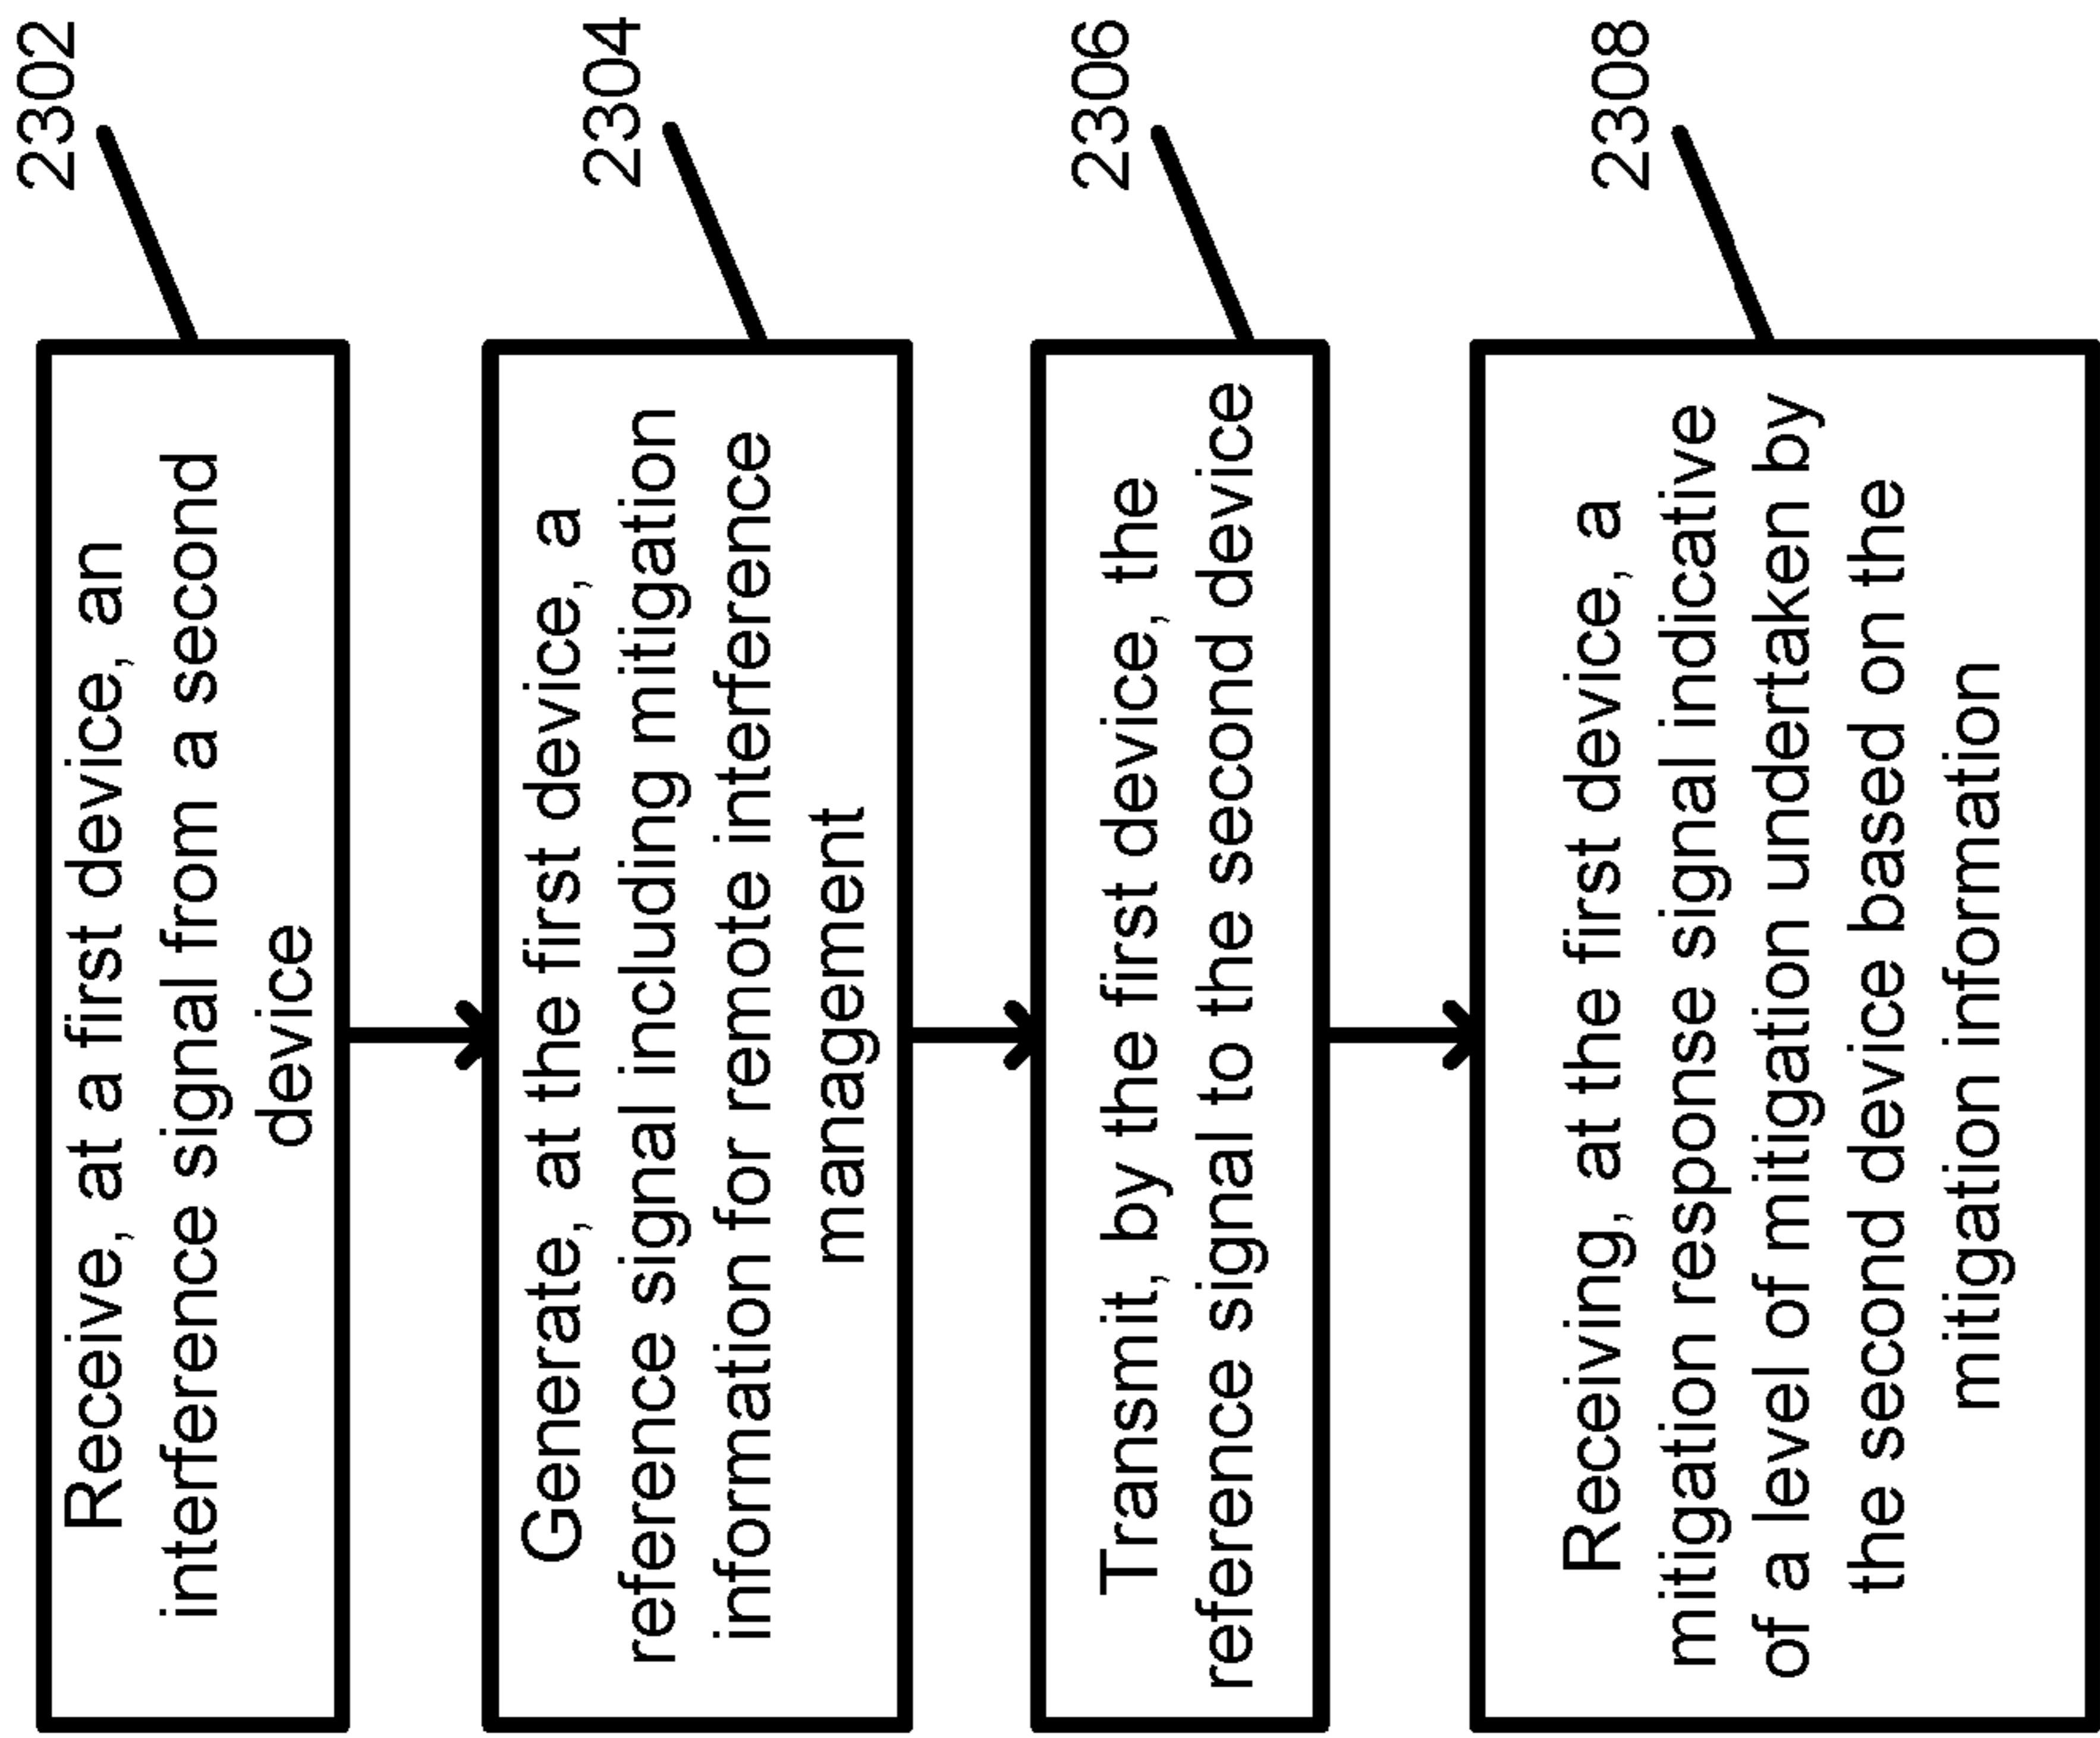 2302
Receive, at a first device, an
interference signal from a second
device
2304
Generate, at the first device, a
reference signal including mitigation
information for remote interference
management
2306
Transmit, by the first device, the
reference signal to the second device
2308
Receiving, at the first device, a
mitigation response signal indicative
of a level of mitigation undertaken by
the second device based on the
mitigation information